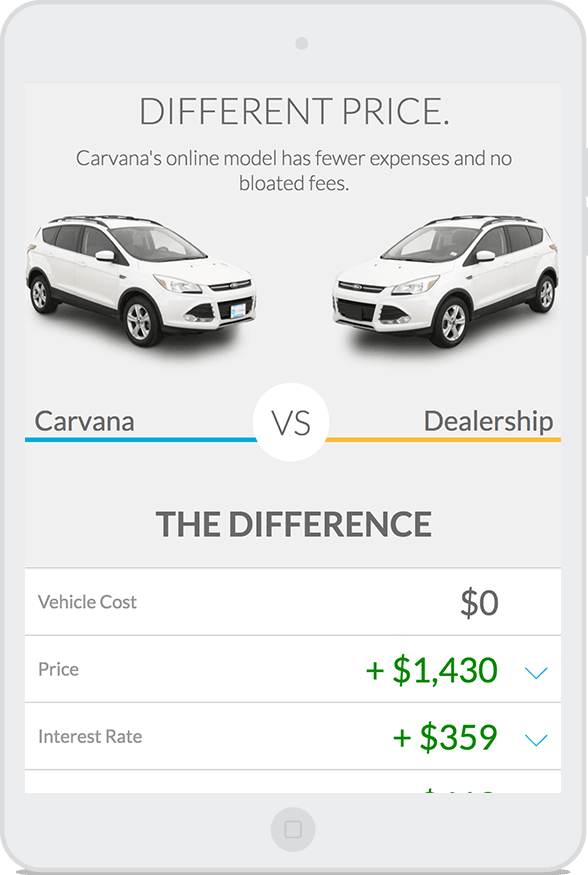 DIFFERENT PRICE.
Carvana's online model has fewer expenses and no
bloated fees.
Carvana
VS
Dealership
THE DIFFERENCE
Vehicle Cost
$0
Price
+ $1,430
Interest Rate
+ $359